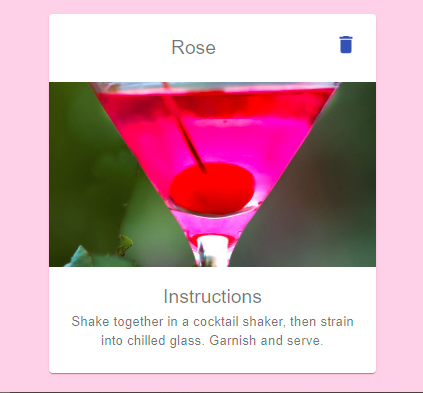 Rose
Instructions
Shake together in a cocktail shaker, then strain
into chilled glass. Garnish and serve.